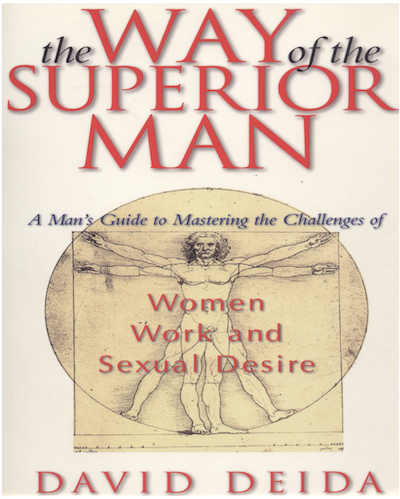 the WAY of the
SUPERIOR
MAN
A Man's Guide to Mastering the Challenges of
Women
Work and
Sexual Desire
DAVID DEIDA